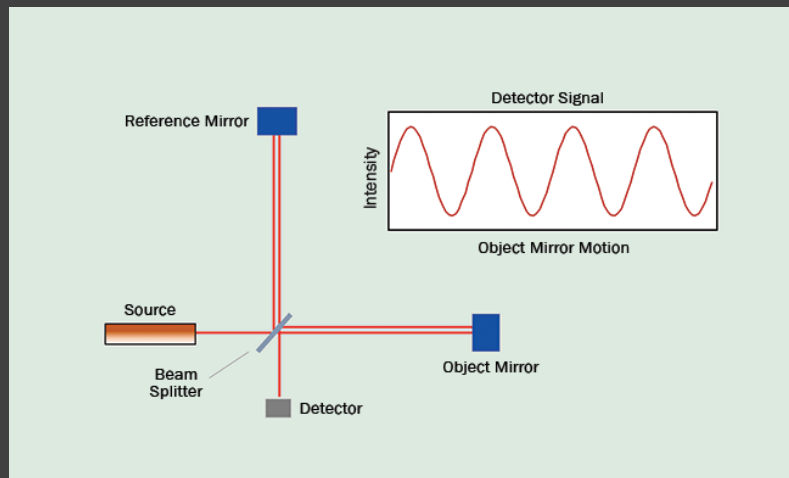 Detector Signal
Reference Mirror
Intensity
Object Mirror Motion
Source
Object Mirror
Beam
Splitter
Detector